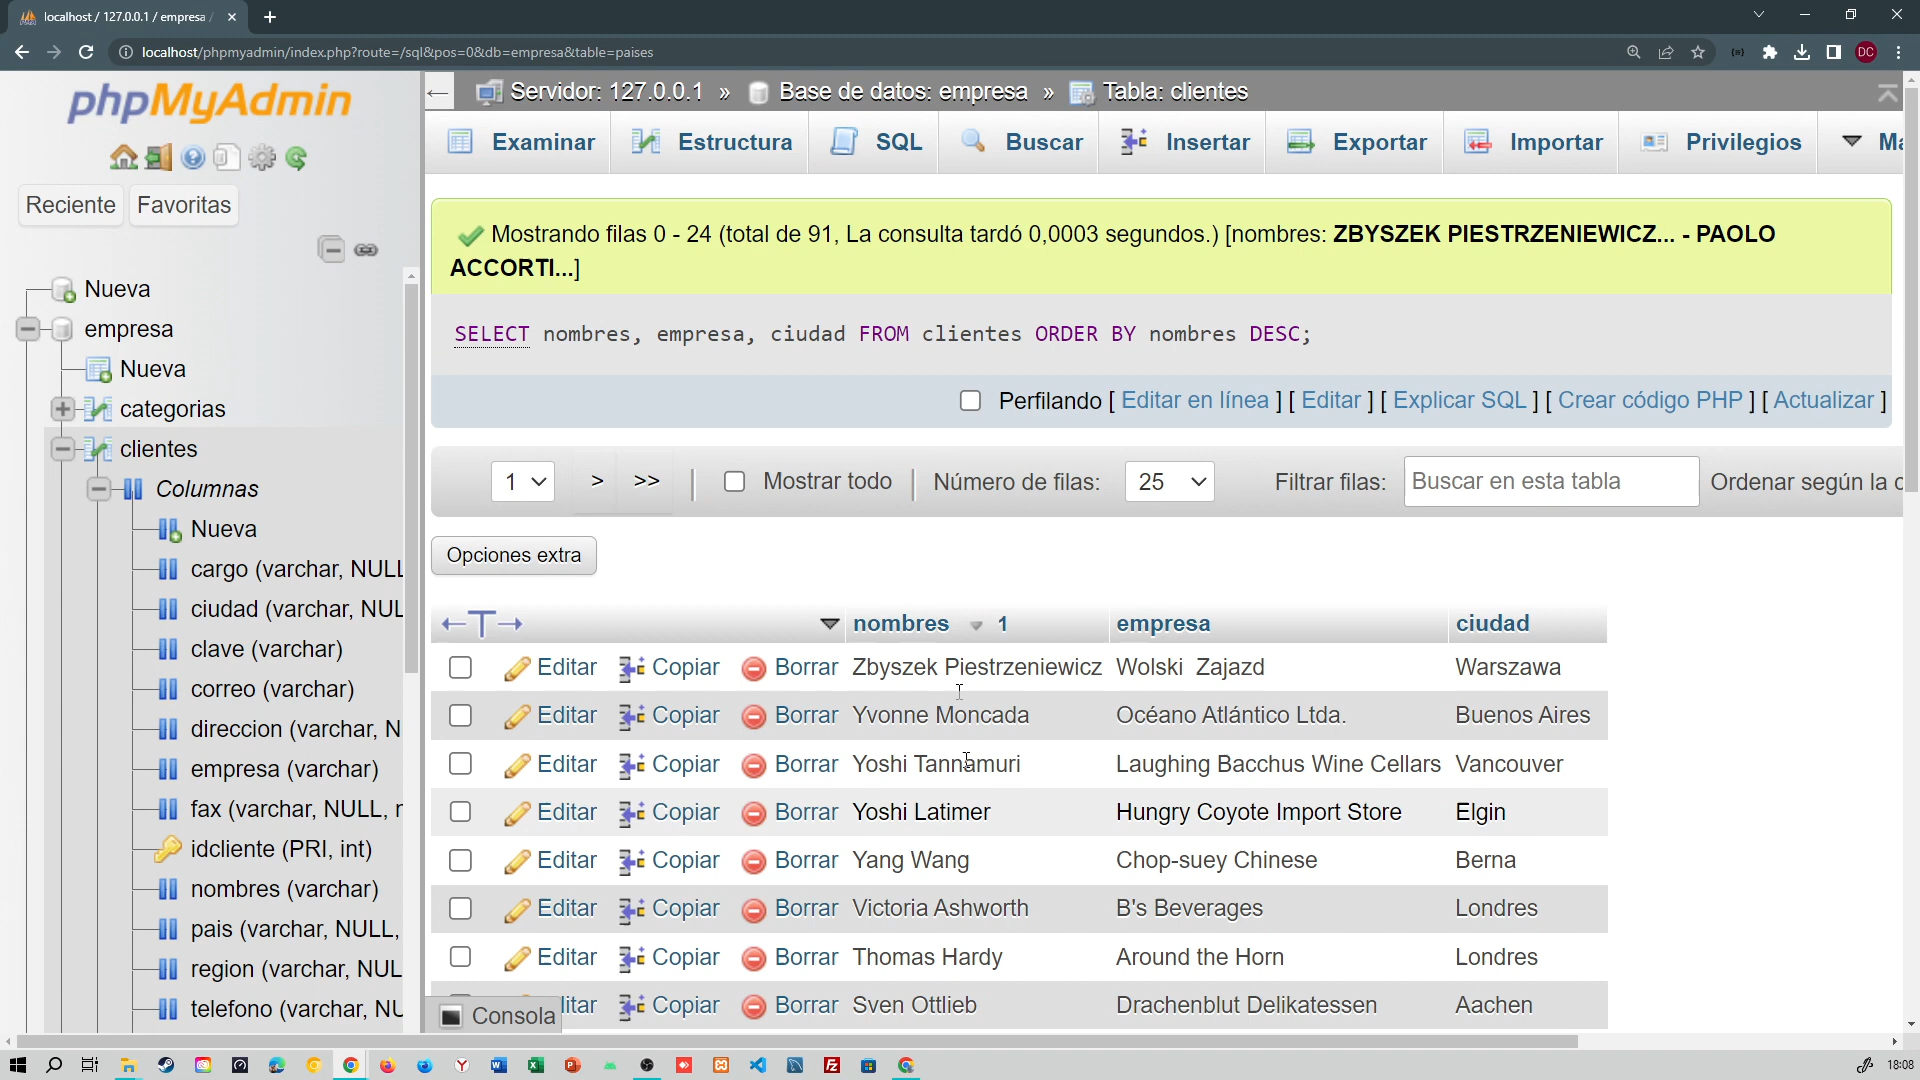 localhost / 127.0.0.1 / empresa /
localhost/phpmyadmin/index.php?route=/sql&pos=0&db=empresa&table=paises
DC
phpMyAdmin
Reciente Favoritas
Nueva
empresa
Nueva
categorias
clientes
Columnas
Nueva
cargo (varchar, NULL
ciudad (varchar, NUL
clave (varchar)
correo (varchar)
direccion (varchar, N
empresa (varchar)
fax (varchar, NULL, r
idcliente (PRI, int)
nombres (varchar)
pais (varchar, NULL,
region (varchar, NUL
telefono (varchar, NU
Servidor: 127.0.0.1 » Base de datos: empresa » Tabla: clientes
Examinar Estructura SQL Buscar Insertar Exportar Importar Privilegios Ma
Mostrando filas 0 - 24 (total de 91, La consulta tardó 0,0003 segundos.) [nombres: ZBYSZEK PIESTRZENIEWICZ... - PAOLO
ACCORTI...]
SELECT nombres, empresa, ciudad FROM clientes ORDER BY nombres DESC;
Perfilando [ Editar en línea ] [ Editar ] [ Explicar SQL ] [ Crear código PHP ] [ Actualizar ]
1 > >> | Mostrar todo | Número de filas: 25 Filtrar filas: Buscar en esta tabla Ordenar según la c
Opciones extra
←T→ nombres 1 empresa ciudad
Editar Copiar Borrar Zbyszek Piestrzeniewicz Wolski Zajazd Warszawa
Editar Copiar Borrar Yvonne Moncada Océano Atlántico Ltda. Buenos Aires
Editar Copiar Borrar Yoshi Tannamuri Laughing Bacchus Wine Cellars Vancouver
Editar Copiar Borrar Yoshi Latimer Hungry Coyote Import Store Elgin
Editar Copiar Borrar Yang Wang Chop-suey Chinese Berna
Editar Copiar Borrar Victoria Ashworth B's Beverages Londres
Editar Copiar Borrar Thomas Hardy Around the Horn Londres
itar Copiar Borrar Sven Ottlieb Drachenblut Delikatessen Aachen
Consola
18:08